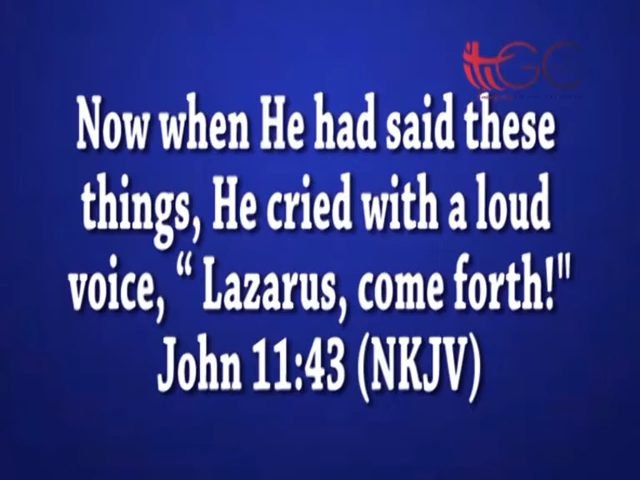 GC
Now when He had said these
things, He cried with a loud
voice, “ Lazarus, come forth!"
John 11:43 (NKJV)